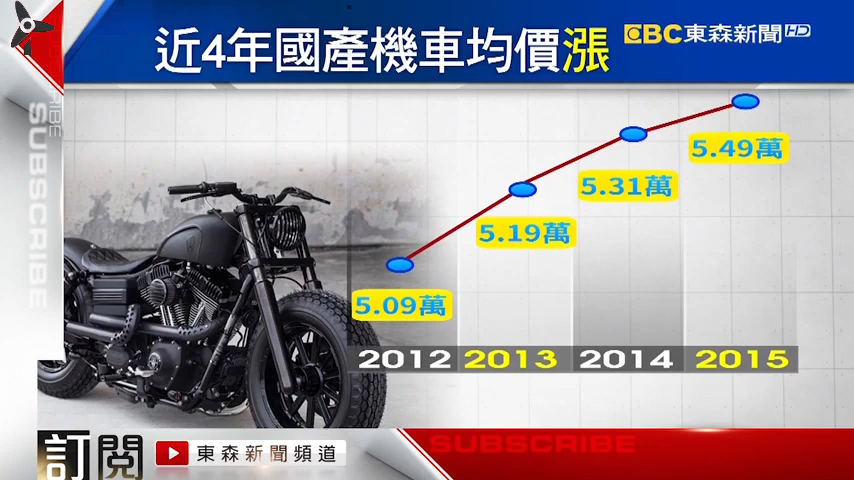 近4年國產機車均價漲
EBC東森新聞HD
SUBSCRIBE
5.49萬
5.31萬
5.19萬
5.09萬
2012 2013 2014 2015
SUBSCRIBE
訂閱
東森新聞頻道